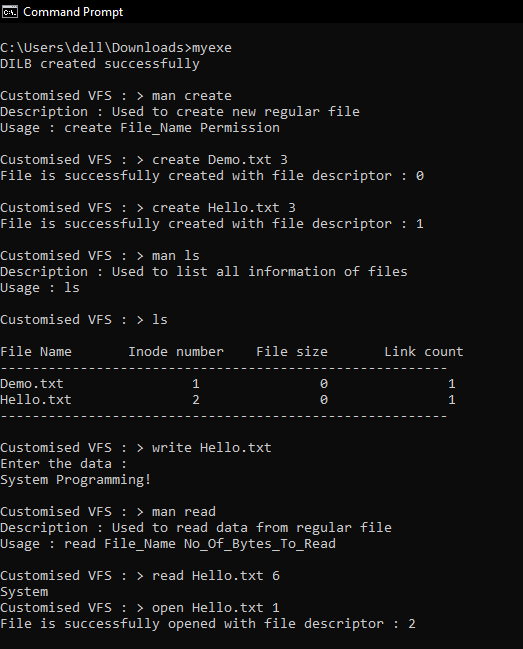 Command Prompt
C:\Users\dell\Downloads>myexe
DILB created successfully
Customised VFS : > man create
Description : Used to create new regular file
Usage : create File_Name Permission
Customised VFS : > create Demo.txt 3
File is successfully created with file descriptor : 0
Customised VFS : > create Hello.txt 3
File is successfully created with file descriptor : 1
Customised VFS : > man ls
Description : Used to list all information of files
Usage : ls
Customised VFS : > ls
File Name       Inode number    File size       Link count
--------------------------------------------------------
Demo.txt                1               0               1
Hello.txt               2               0               1
--------------------------------------------------------
Customised VFS : > write Hello.txt
Enter the data :
System Programming!
Customised VFS : > man read
Description : Used to read data from regular file
Usage : read File_Name No_Of_Bytes_To_Read
Customised VFS : > read Hello.txt 6
System
Customised VFS : > open Hello.txt 1
File is successfully opened with file descriptor : 2